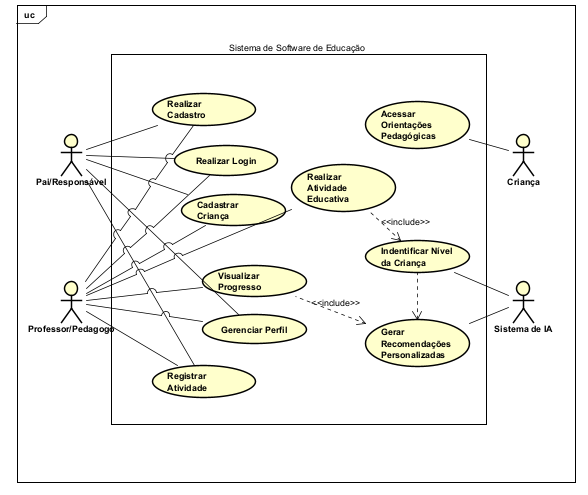 uc
Sistema de Software de Educação
Realizar
Cadastro
Acessar
Orientações
Pedagógicas
Realizar Login
Pai/Responsável
Criança
Realizar
Atividade
Educativa
Cadastrar
Criança
<<include>>
Indentificar Nível
da Criança
Visualizar
Progresso
<<include>>
Professor/Pedagogo
Gerenciar Perfil
Sistema de IA
Gerar
Recomendações
Personalizadas
Registrar
Atividade